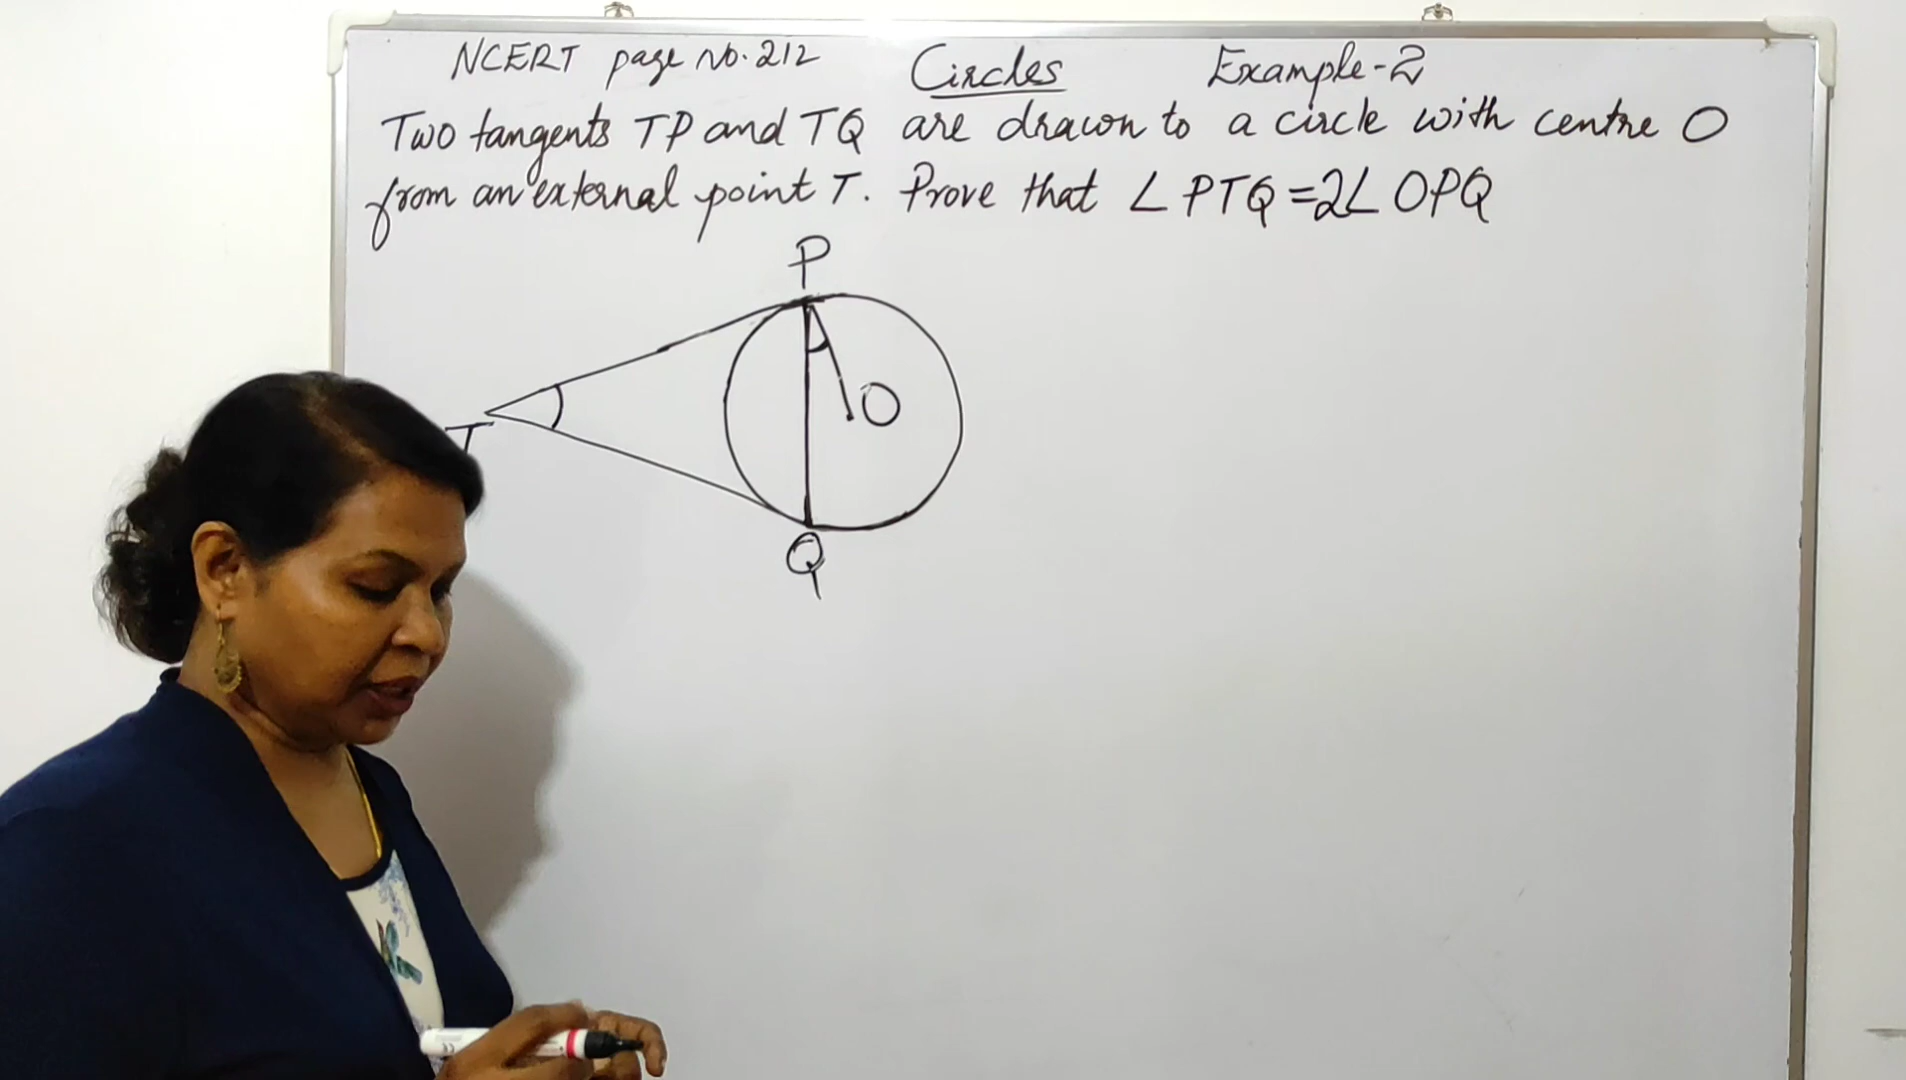 NCERT page No. 212 Circles Example-2
Two tangents TP and TQ are drawn to a circle with centre O
from an external point T. Prove that ∠PTQ=2∠OPQ
P
O
T
Q